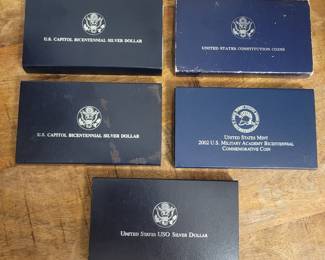 U.S. CAPITOL BICENTENNIAL SILVER DOLLAR
UNITED STATES CONSTITUTION COINS
U.S. CAPITOL BICENTENNIAL SILVER DOLLAR
UNITED STATES MINT
2002 U.S. MILITARY ACADEMY BICENTENNIAL
COMMEMORATIVE COIN
UNITED STATES USO SILVER DOLLAR